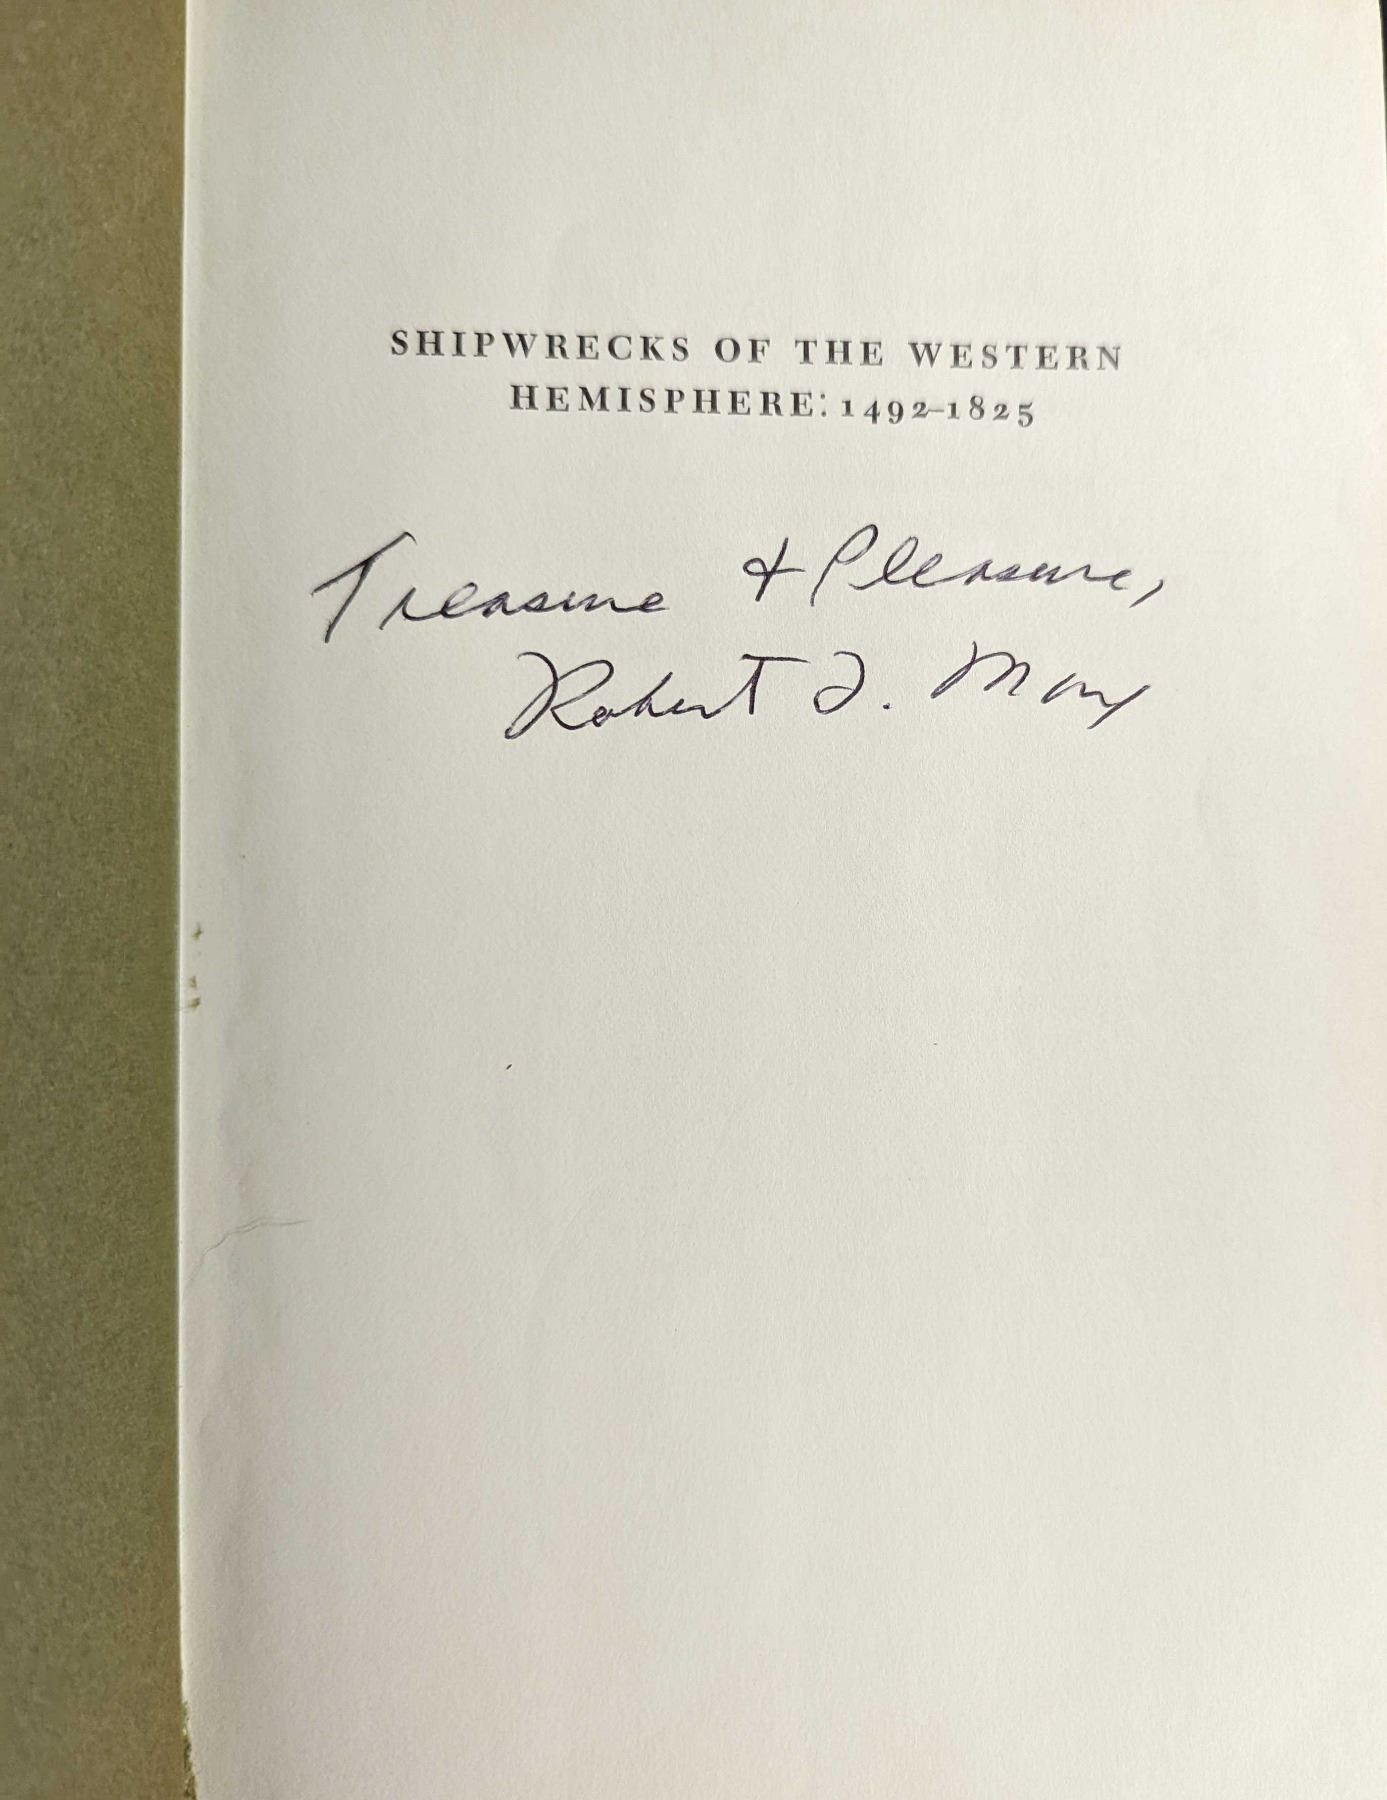 SHIPWRECKS OF THE WESTERN
HEMISPHERE: 1492–1825
Treasure & Pleasure,
Robert F. Marx